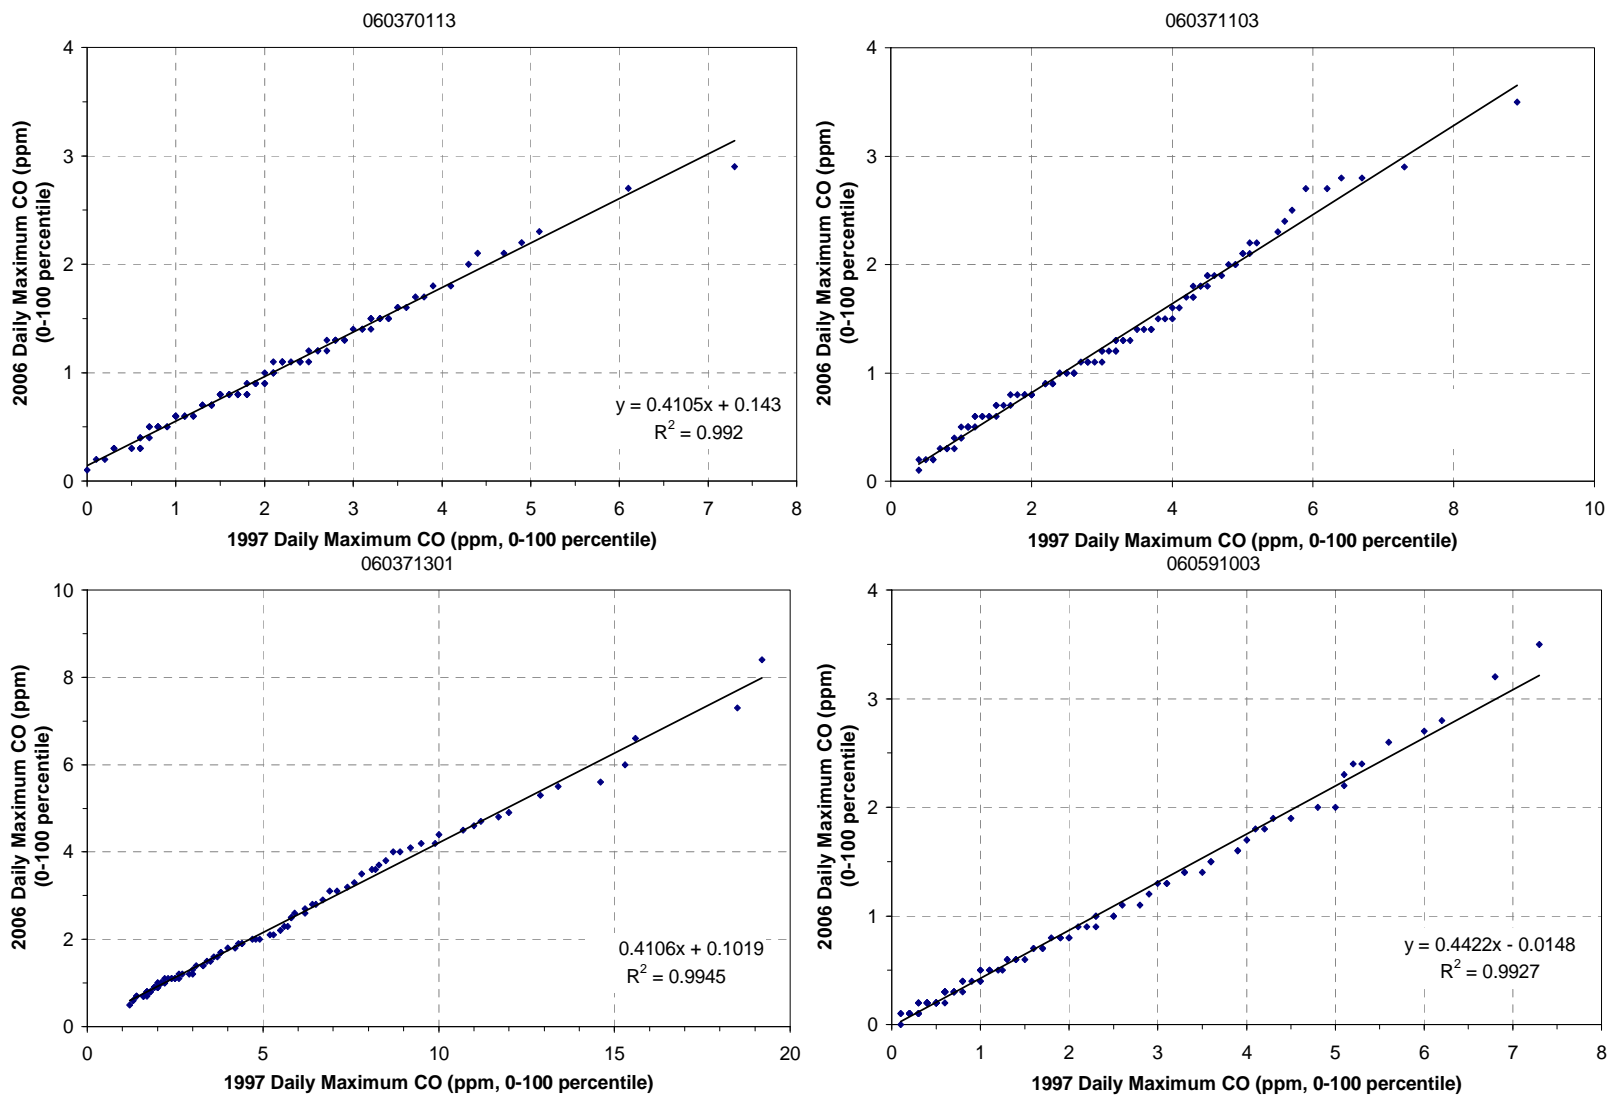 060370113
4
3
2
1
0
2006 Daily Maximum CO (ppm)
(0-100 percentile)
y = 0.4105x + 0.143
R² = 0.992
0 1 2 3 4 5 6 7 8
1997 Daily Maximum CO (ppm, 0-100 percentile)
060371103
4
3
2
1
0
2006 Daily Maximum CO (ppm)
(0-100 percentile)
0 2 4 6 8 10
1997 Daily Maximum CO (ppm, 0-100 percentile)
060371301
10
8
6
4
2
0
2006 Daily Maximum CO (ppm)
(0-100 percentile)
0.4106x + 0.1019
R² = 0.9945
0 5 10 15 20
1997 Daily Maximum CO (ppm, 0-100 percentile)
060591003
4
3
2
1
0
2006 Daily Maximum CO (ppm)
(0-100 percentile)
y = 0.4422x - 0.0148
R² = 0.9927
0 1 2 3 4 5 6 7 8
1997 Daily Maximum CO (ppm, 0-100 percentile)